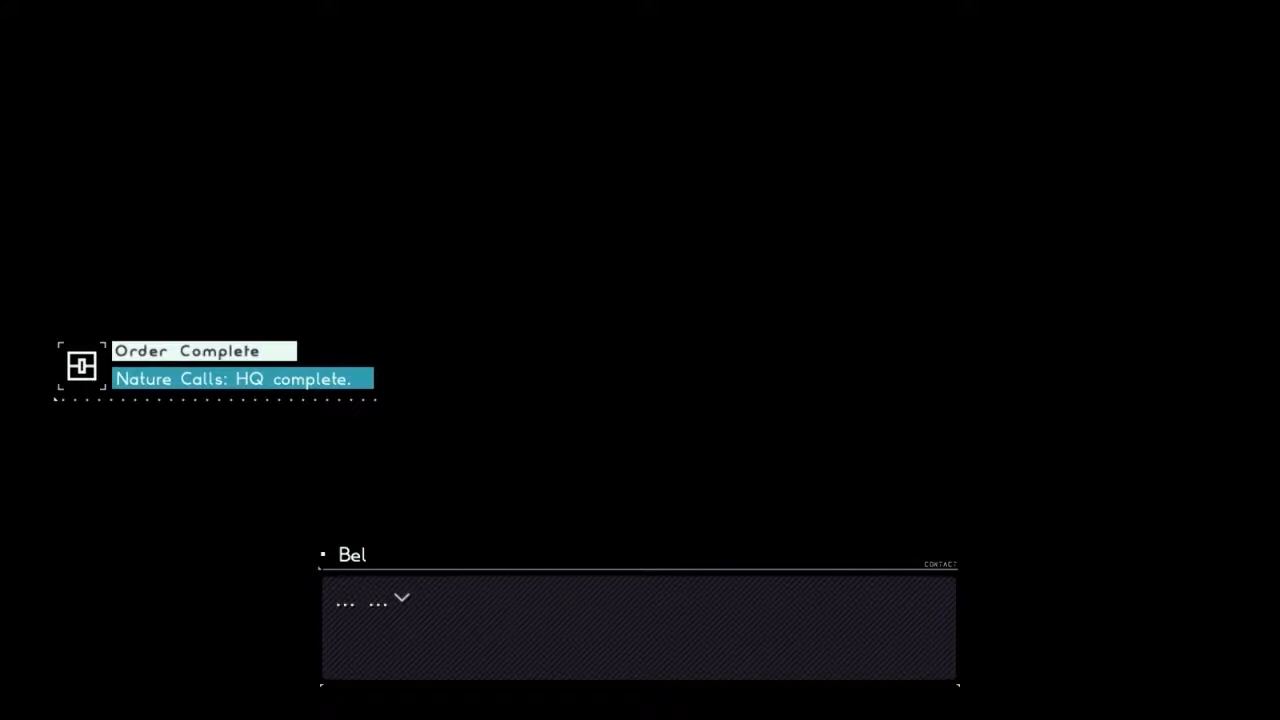 Order Complete
Nature Calls: HQ complete.
Bel
CONTACT
... ...